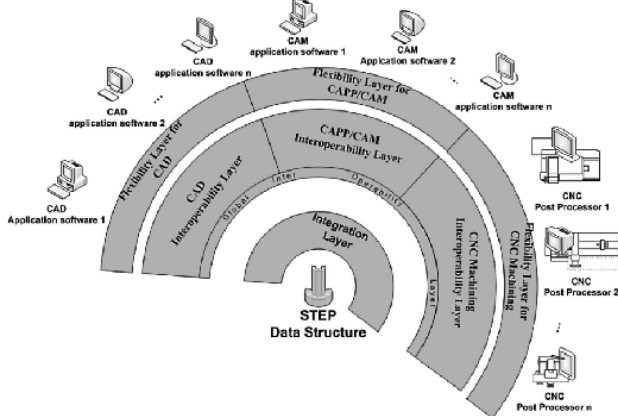 CAM
application software 1
CAM
Application software 2
CAD
application software n
CAM
application software n
CAD
application software 2
CAD
Application software 1
CNC
Post Processor 1
CNC
Post Processor 2
CNC
Post Processor n
Flexibility Layer for
CAD
Flexibility Layer for
CAPP/CAM
Flexibility Layer for
CNC Machining
CAD
Interoperability Layer
CAPP/CAM
Interoperability Layer
CNC Machining
Interoperability Layer
Global Inter Operability Layer
Integration
Layer
STEP
Data Structure